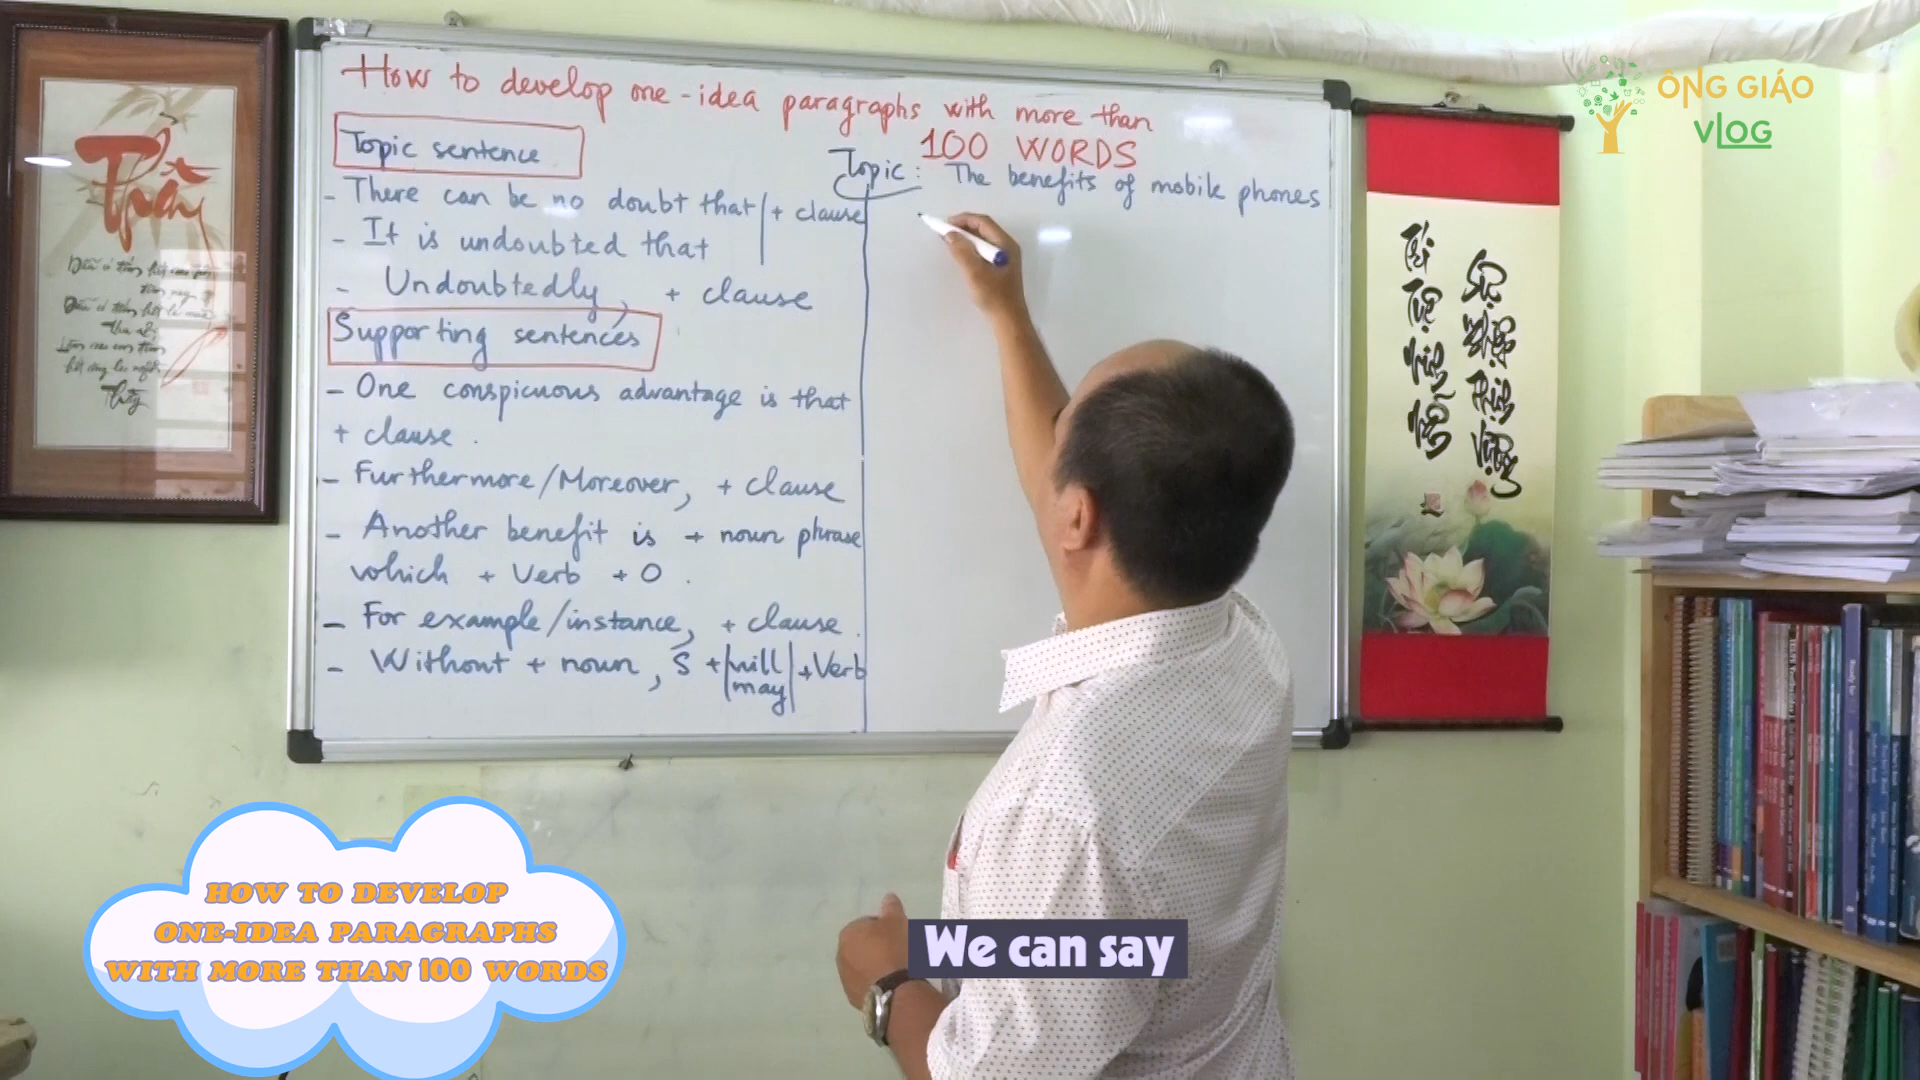 How to develop one-idea paragraphs with more than
100 WORDS
Topic sentence
- There can be no doubt that | + clause
- It is undoubted that
- Undoubtedly, + clause
Supporting sentences
- One conspicuous advantage is that
+ clause.
- Furthermore/Moreover, + clause
- Another benefit is + noun phrase
which + Verb + O.
- For example/instance, + clause.
- Without + noun, S + | will | + Verb
may
Topic: The benefits of mobile phones
ÔNG GIÁO
VLOG
Thầy
Thầy
HOW TO DEVELOP
ONE-IDEA PARAGRAPHS
WITH MORE THAN 100 WORDS
We can say